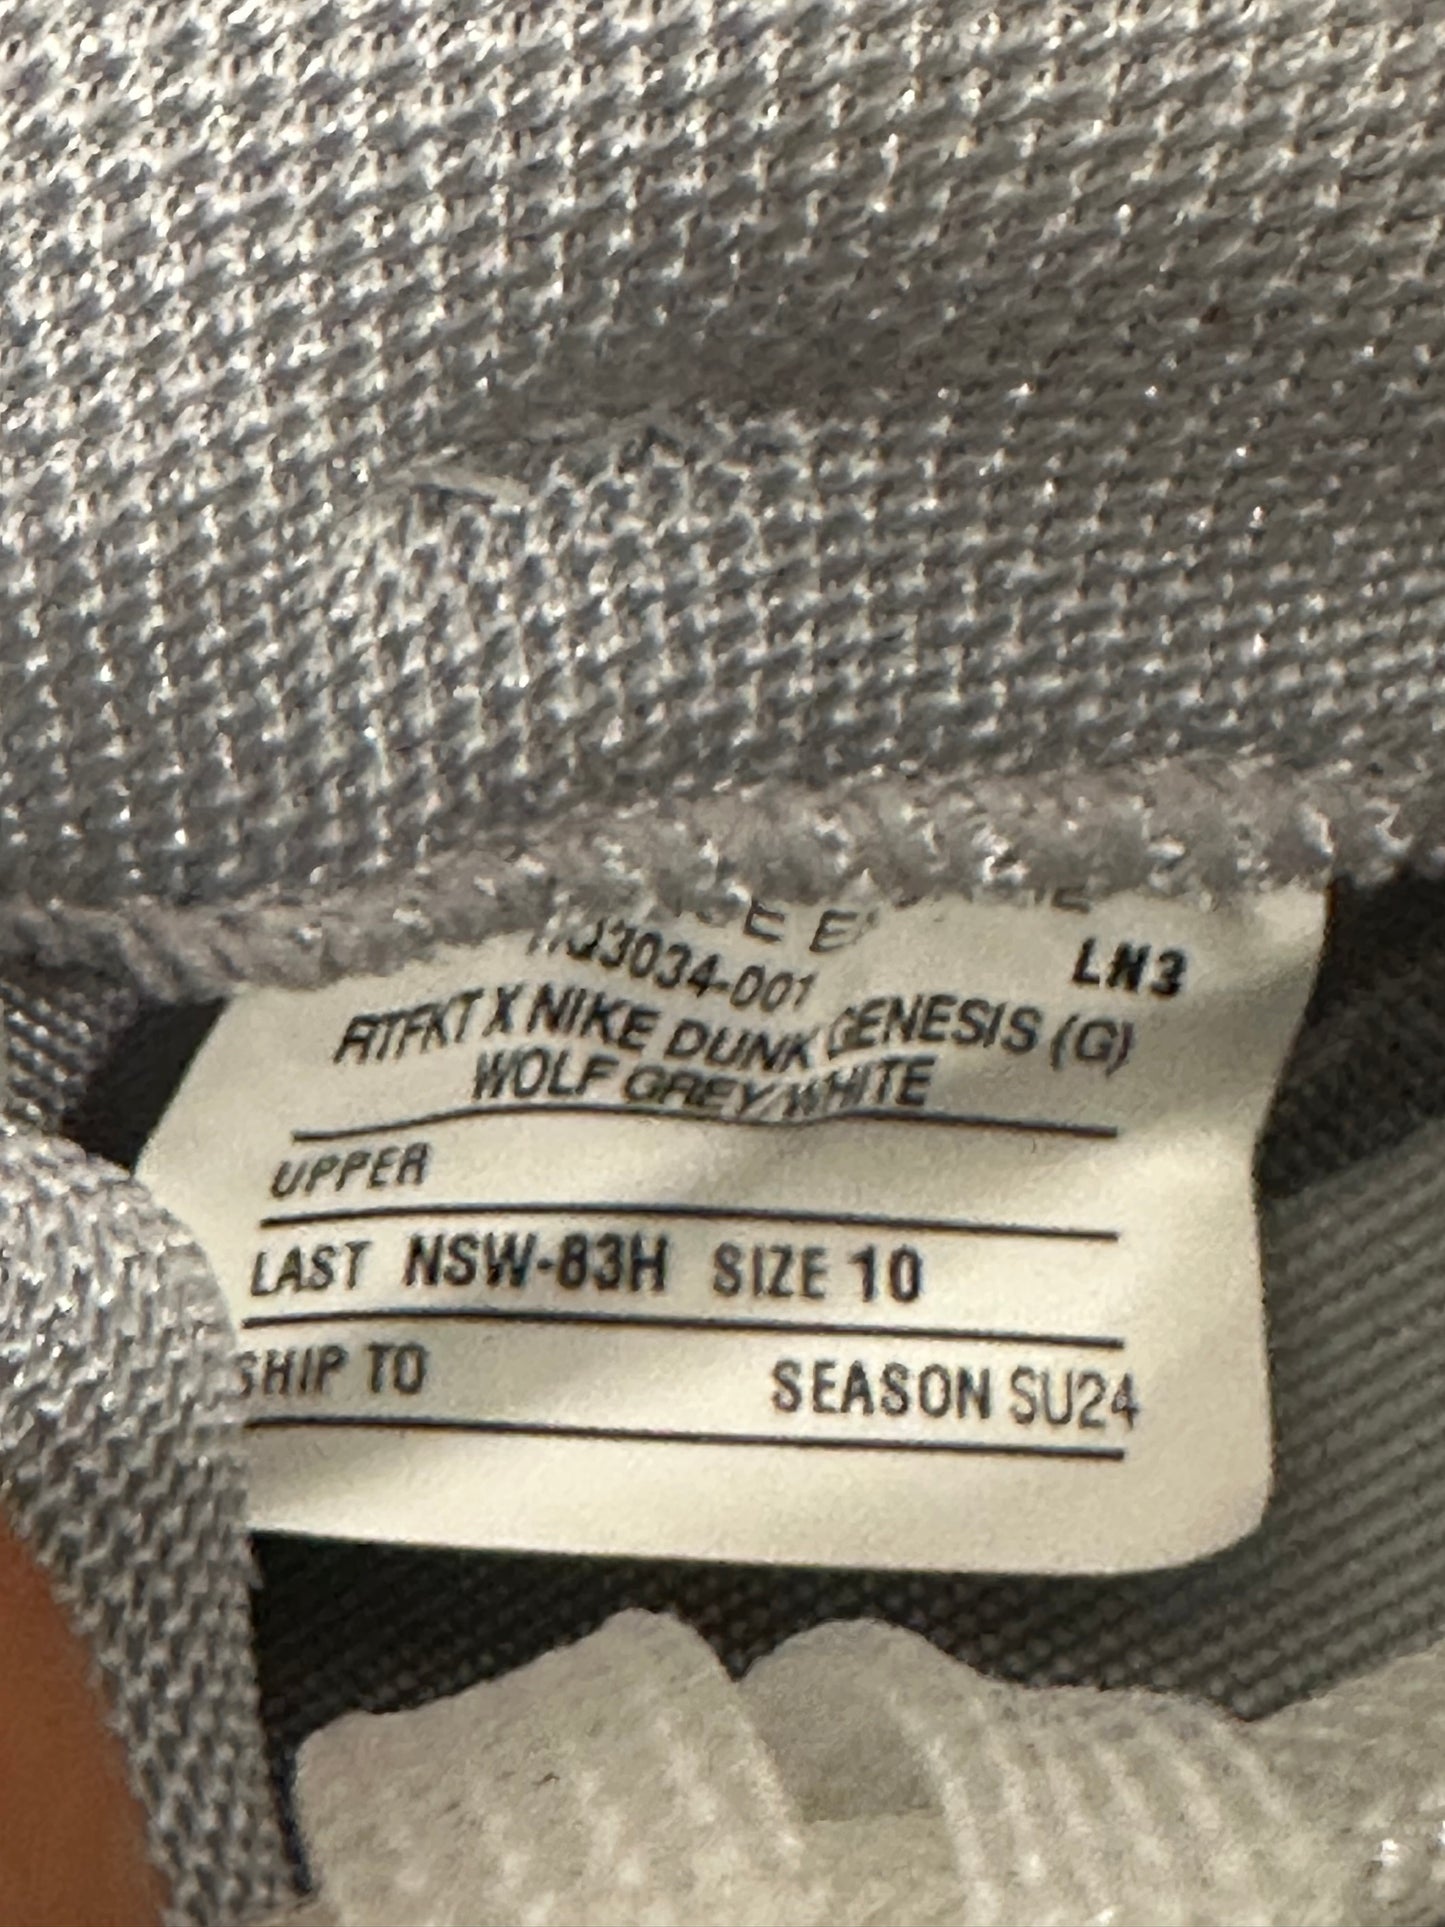 HQ3034-001 LN3
RTFKT X NIKE DUNK GENESIS (G)
WOLF GREY/WHITE
UPPER
LAST NSW-83H SIZE 10
SHIP TO SEASON SU24